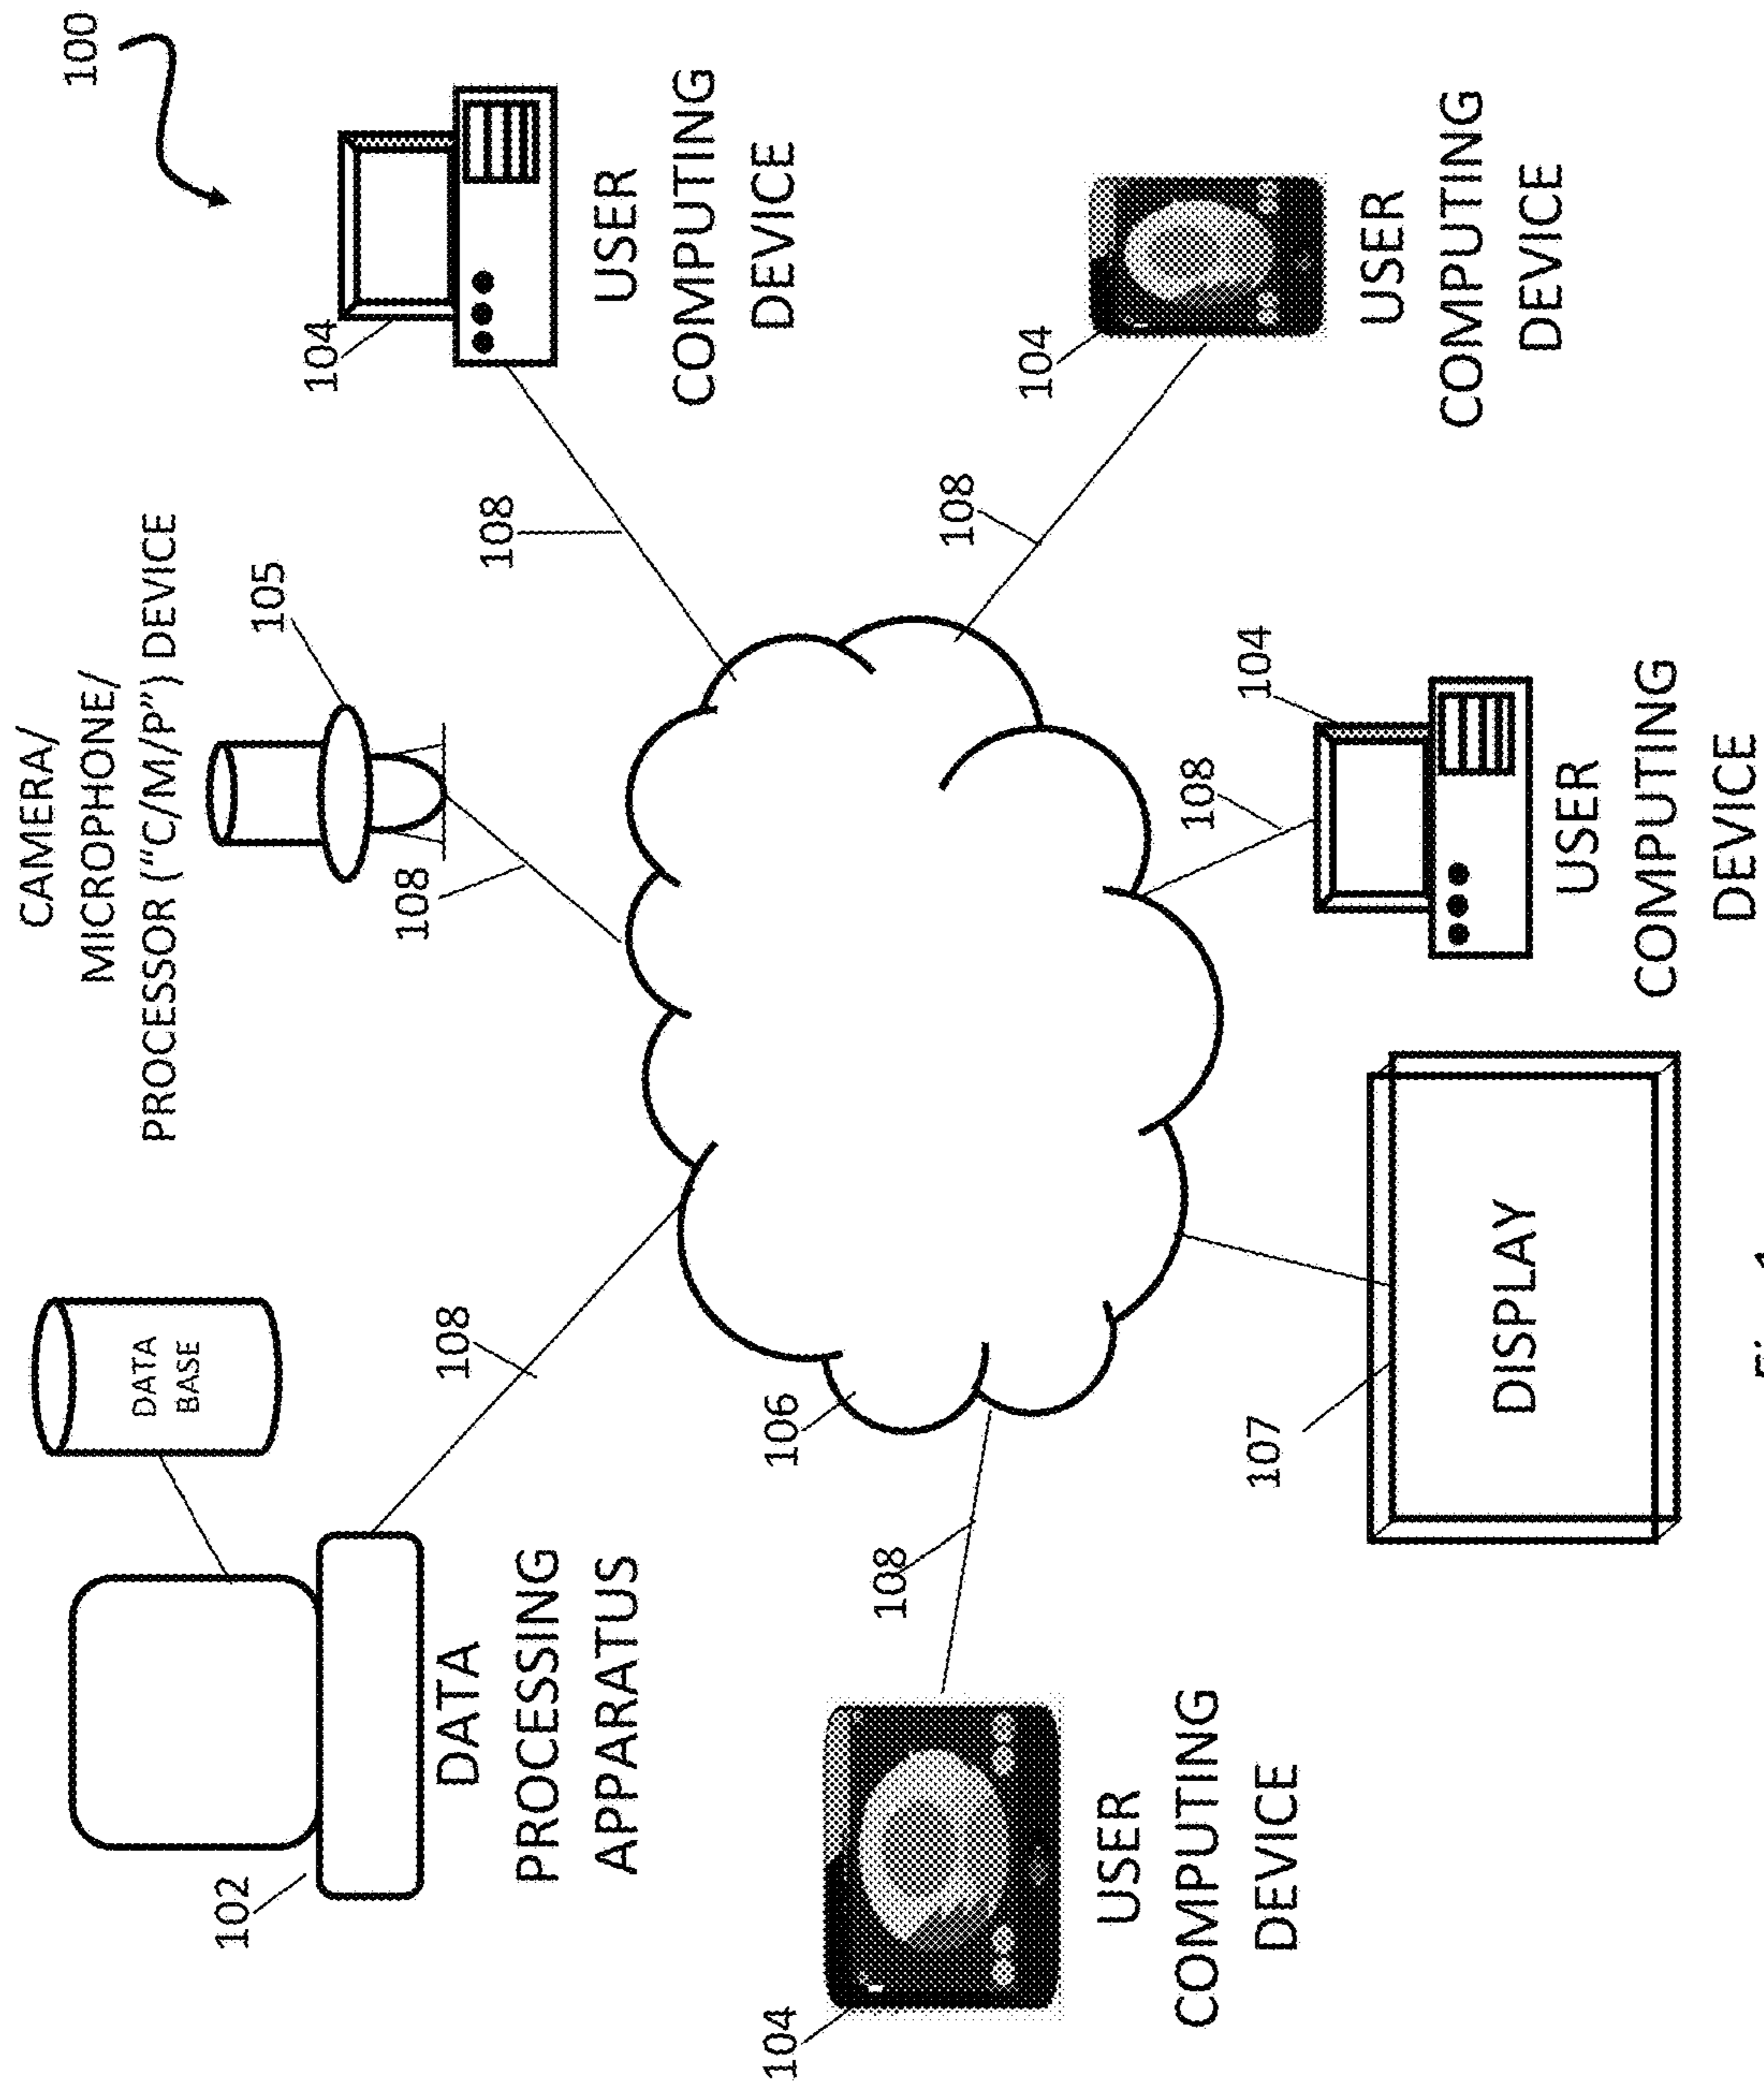 100
CAMERA/
MICROPHONE/
PROCESSOR ("C/M/P") DEVICE
105
108
DATA
BASE
102
DATA
PROCESSING
APPARATUS
108
104
USER
COMPUTING
DEVICE
108
106
104
USER
COMPUTING
DEVICE
108
108
104
USER
COMPUTING
DEVICE
107
DISPLAY
108
104
USER
COMPUTING
DEVICE